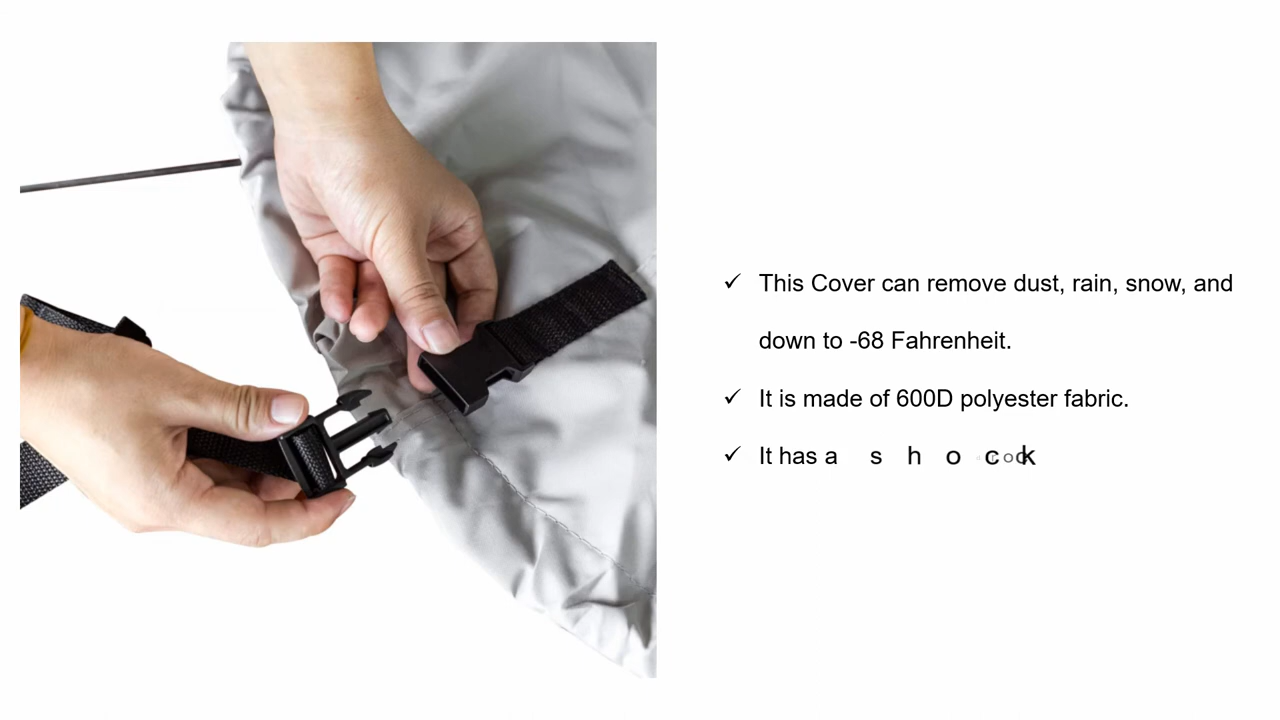 ✓ This Cover can remove dust, rain, snow, and
down to -68 Fahrenheit.
✓ It is made of 600D polyester fabric.
✓ It has a shock